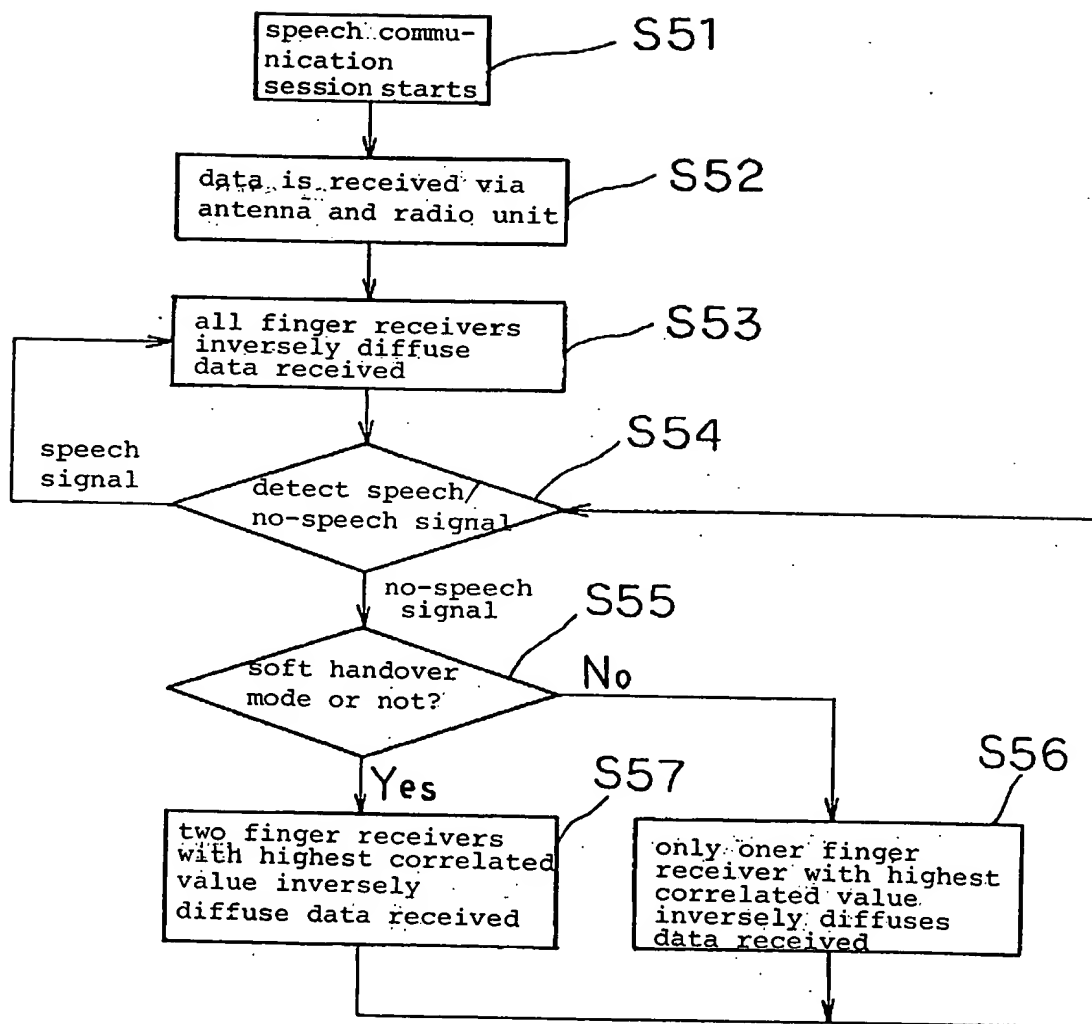 speech commu-
nication
session starts
S51
data is received via
antenna and radio unit
S52
all finger receivers
inversely diffuse
data received
S53
speech
signal
detect speech/
no-speech signal
S54
no-speech
signal
soft handover
mode or not?
S55
No
Yes
two finger receivers
with highest correlated
value inversely
diffuse data received
S57
only oner finger
receiver with highest
correlated value
inversely diffuses
data received
S56